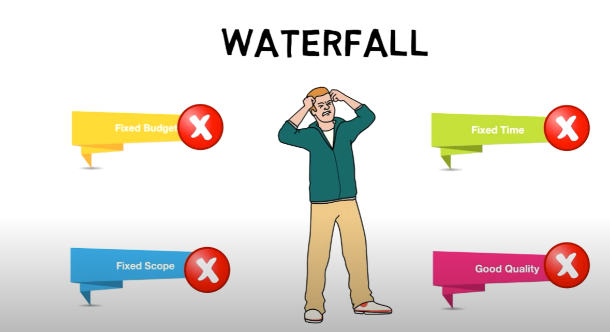 WATERFALL
Fixed Budget
Fixed Time
Fixed Scope
Good Quality